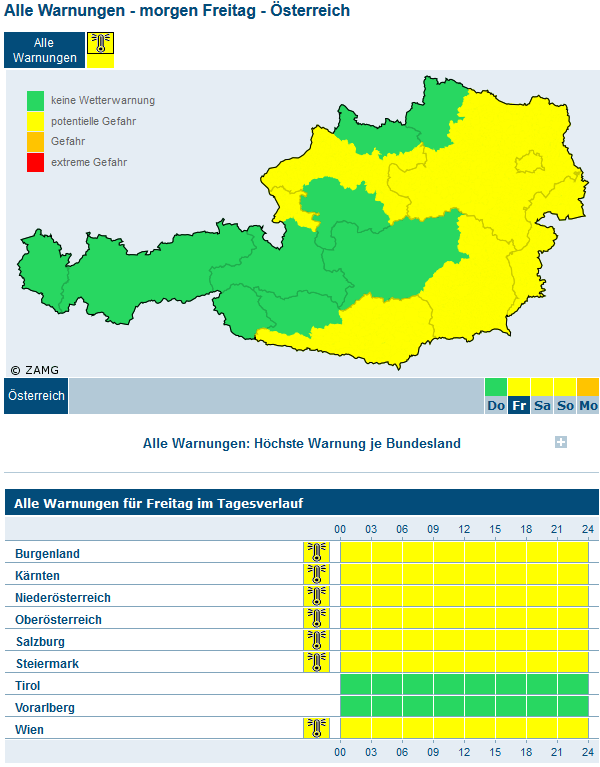 Alle Warnungen - morgen Freitag - Österreich
Alle
Warnungen
keine Wetterwarnung
potentielle Gefahr
Gefahr
extreme Gefahr
© ZAMG
Österreich
Do Fr Sa So Mo
Alle Warnungen: Höchste Warnung je Bundesland
Alle Warnungen für Freitag im Tagesverlauf
00 03 06 09 12 15 18 21 24
Burgenland
Kärnten
Niederösterreich
Oberösterreich
Salzburg
Steiermark
Tirol
Vorarlberg
Wien
00 03 06 09 12 15 18 21 24